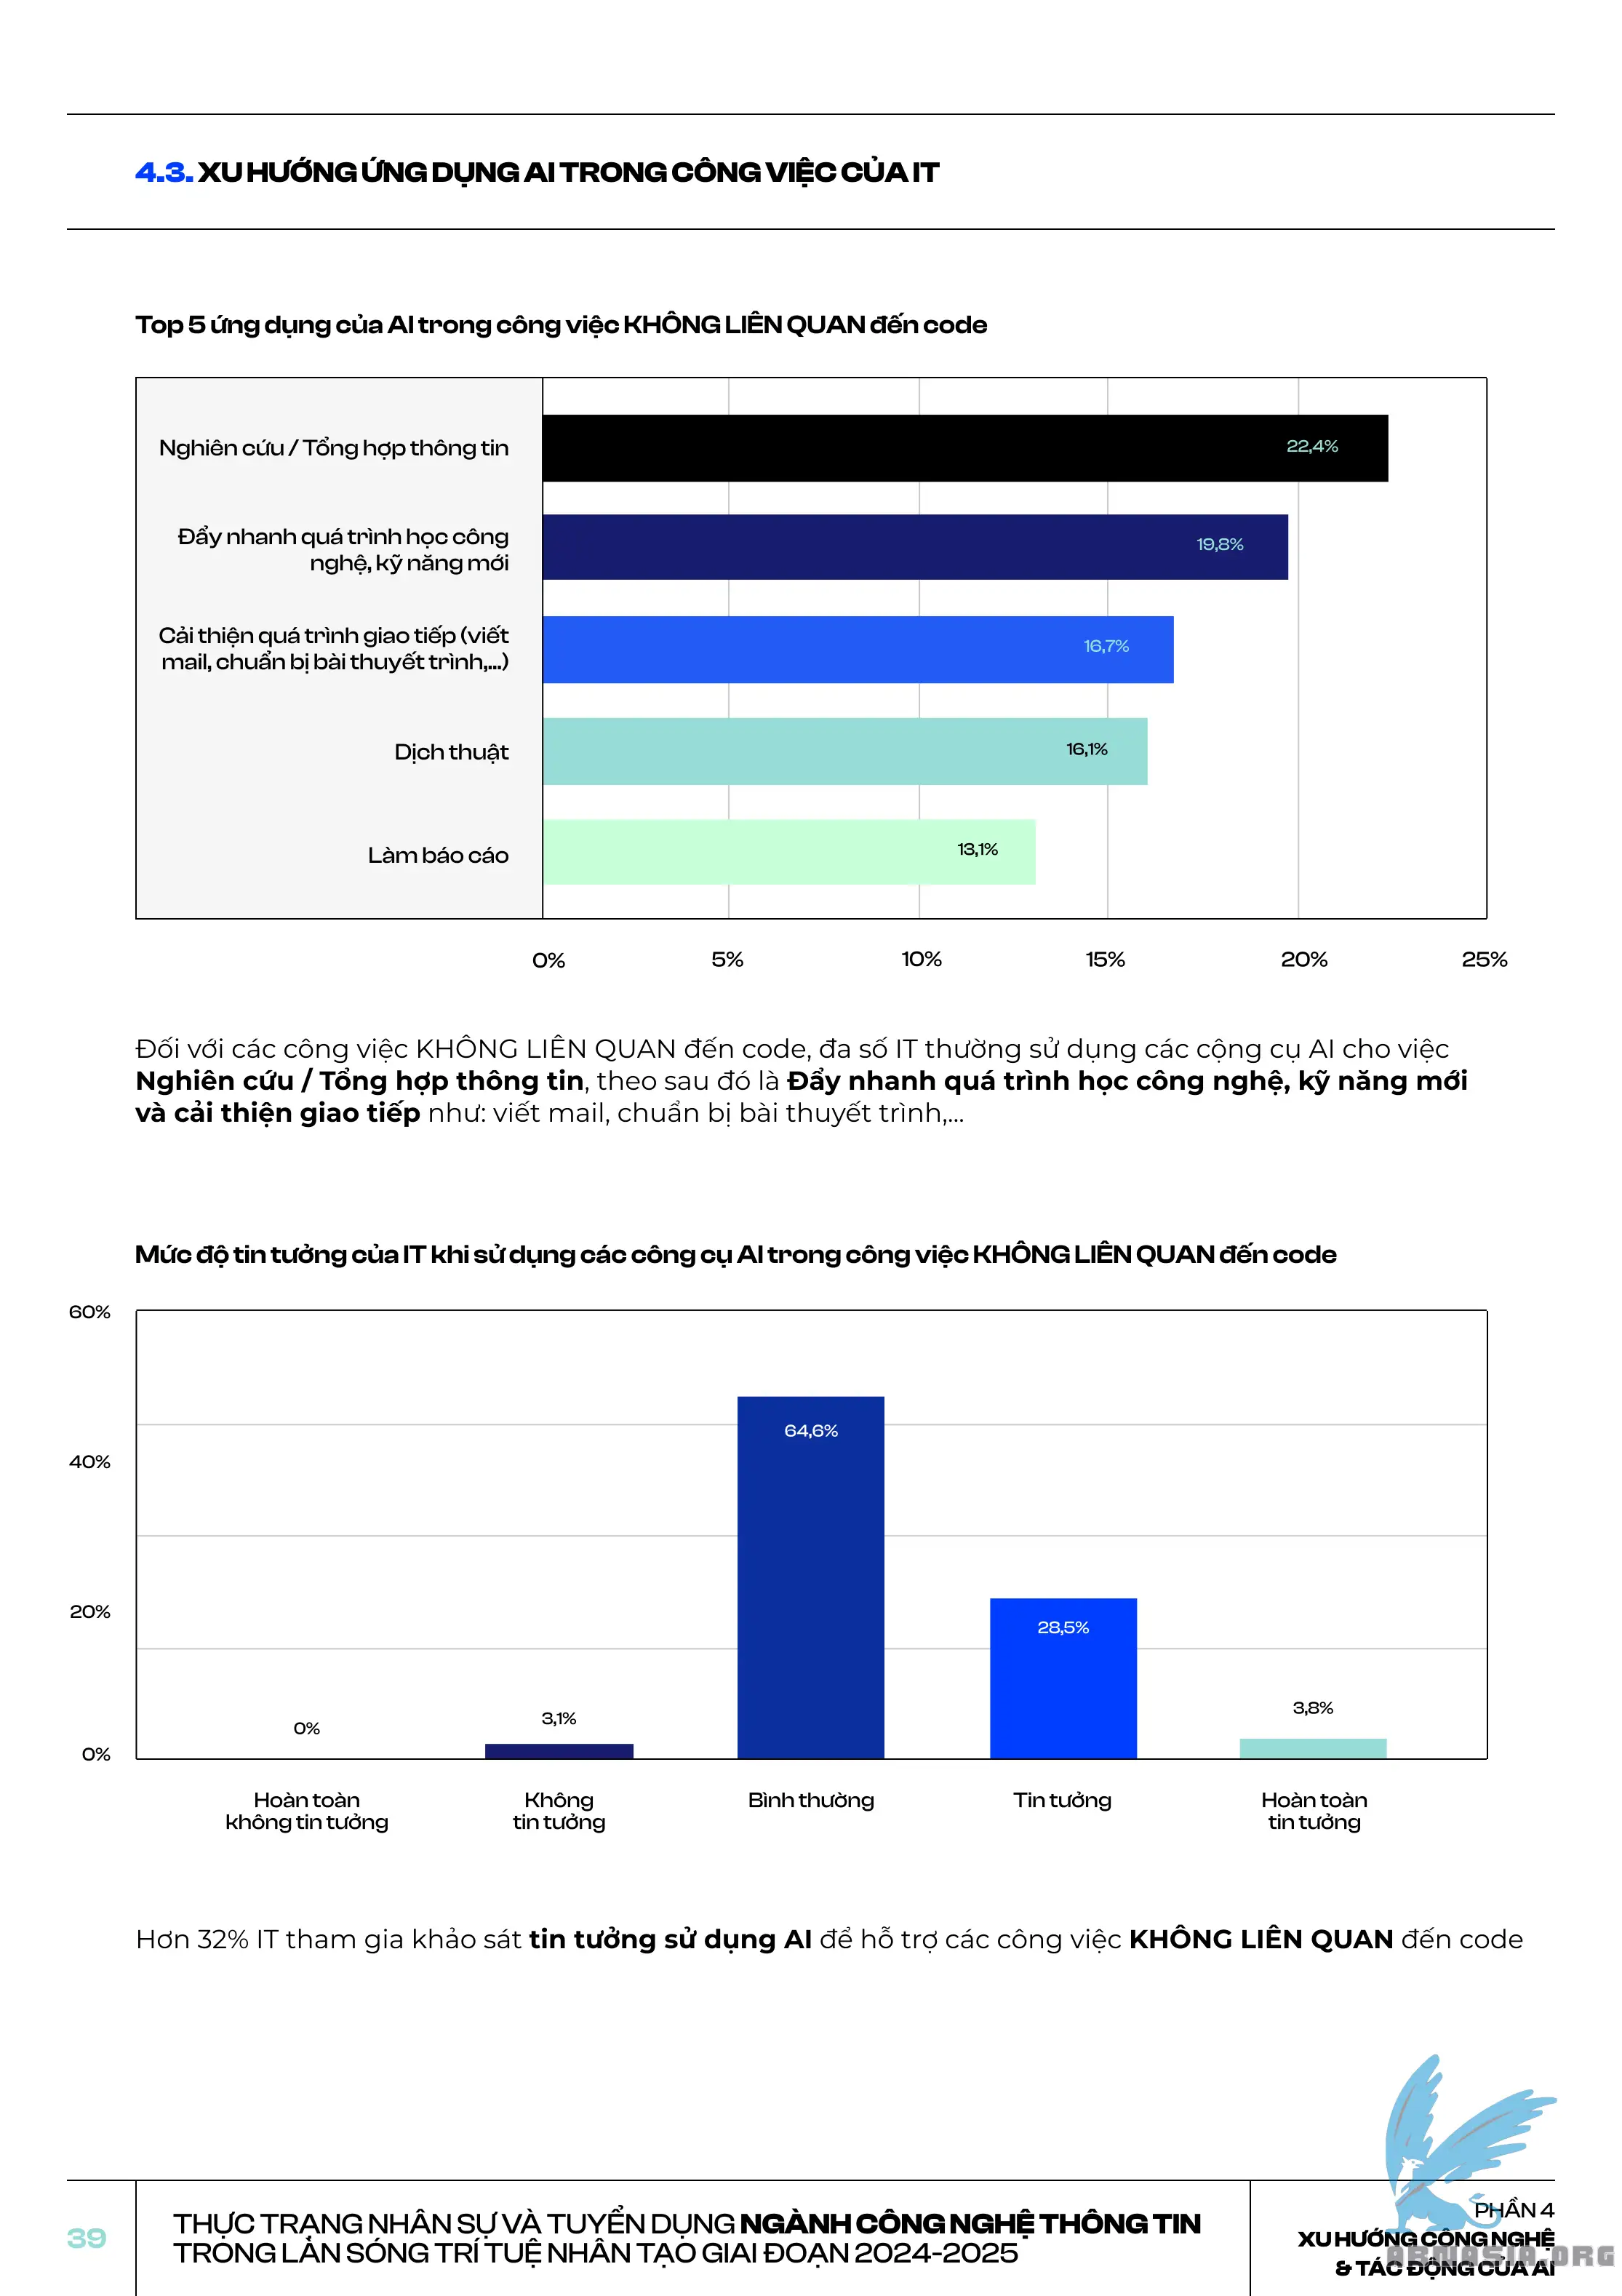 4.3. XU HƯỚNG ỨNG DỤNG AI TRONG CÔNG VIỆC CỦA IT
Top 5 ứng dụng của AI trong công việc KHÔNG LIÊN QUAN đến code
Nghiên cứu / Tổng hợp thông tin
22,4%
Đẩy nhanh quá trình học công
nghệ, kỹ năng mới
19,8%
Cải thiện quá trình giao tiếp (viết
mail, chuẩn bị bài thuyết trình,...)
16,7%
Dịch thuật
16,1%
Làm báo cáo
13,1%
0% 5% 10% 15% 20% 25%
Đối với các công việc KHÔNG LIÊN QUAN đến code, đa số IT thường sử dụng các cộng cụ AI cho việc
Nghiên cứu / Tổng hợp thông tin, theo sau đó là Đẩy nhanh quá trình học công nghệ, kỹ năng mới
và cải thiện giao tiếp như: viết mail, chuẩn bị bài thuyết trình,...
Mức độ tin tưởng của IT khi sử dụng các công cụ AI trong công việc KHÔNG LIÊN QUAN đến code
60%
40%
20%
0%
0%
3,1%
64,6%
28,5%
3,8%
Hoàn toàn
không tin tưởng
Không
tin tưởng
Bình thường
Tin tưởng
Hoàn toàn
tin tưởng
Hơn 32% IT tham gia khảo sát tin tưởng sử dụng AI để hỗ trợ các công việc KHÔNG LIÊN QUAN đến code
39
THỰC TRẠNG NHÂN SỰ VÀ TUYỂN DỤNG NGÀNH CÔNG NGHỆ THÔNG TIN
TRONG LÀN SÓNG TRÍ TUỆ NHÂN TẠO GIAI ĐOẠN 2024-2025
PHẦN 4
XU HƯỚNG CÔNG NGHỆ
& TÁC ĐỘNG CỦA AI
ARMASIA.ORG